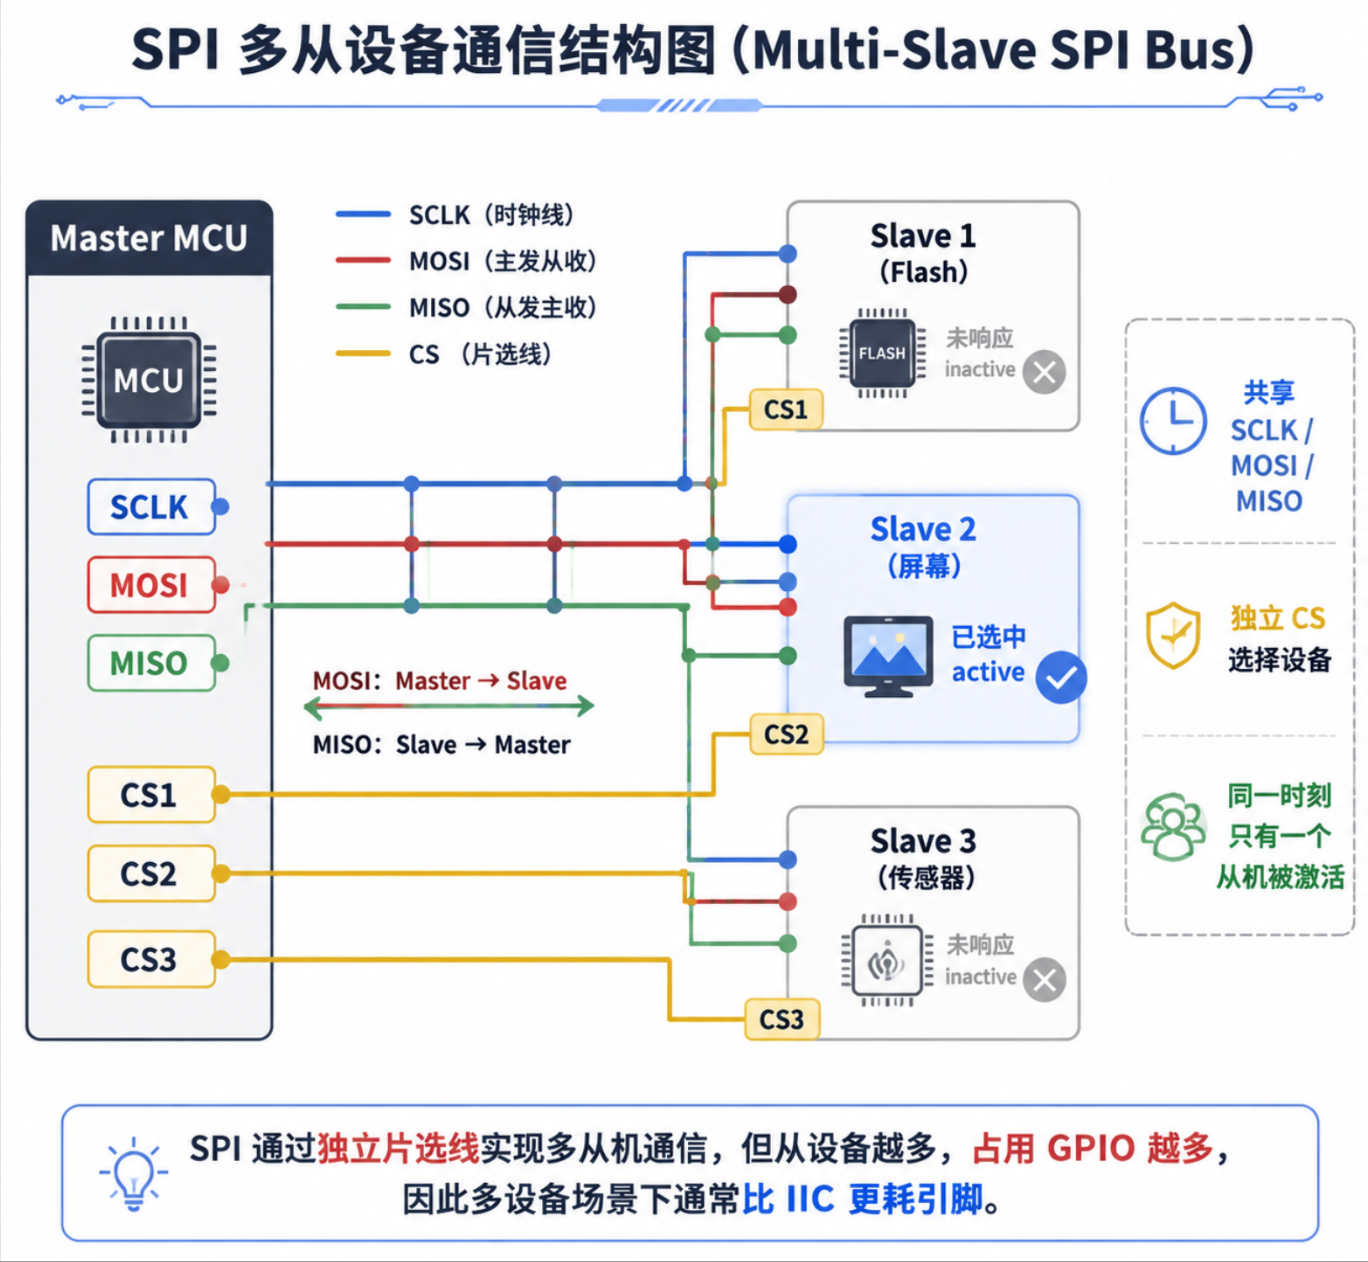 SPI 多从设备通信结构图（Multi-Slave SPI Bus）
Master MCU
MCU
SCLK
MOSI
MISO
CS1
CS2
CS3
SCLK（时钟线）
MOSI（主发从收）
MISO（从发主收）
CS （片选线）
MOSI：Master → Slave
MISO：Slave → Master
Slave 1
（Flash）
FLASH
未响应
inactive
CS1
Slave 2
（屏幕）
已选中
active
CS2
Slave 3
（传感器）
未响应
inactive
CS3
共享
SCLK /
MOSI /
MISO
独立 CS
选择设备
同一时刻
只有一个
从机被激活
SPI 通过独立片选线实现多从机通信，但从设备越多，占用 GPIO 越多，
因此多设备场景下通常比 IIC 更耗引脚。